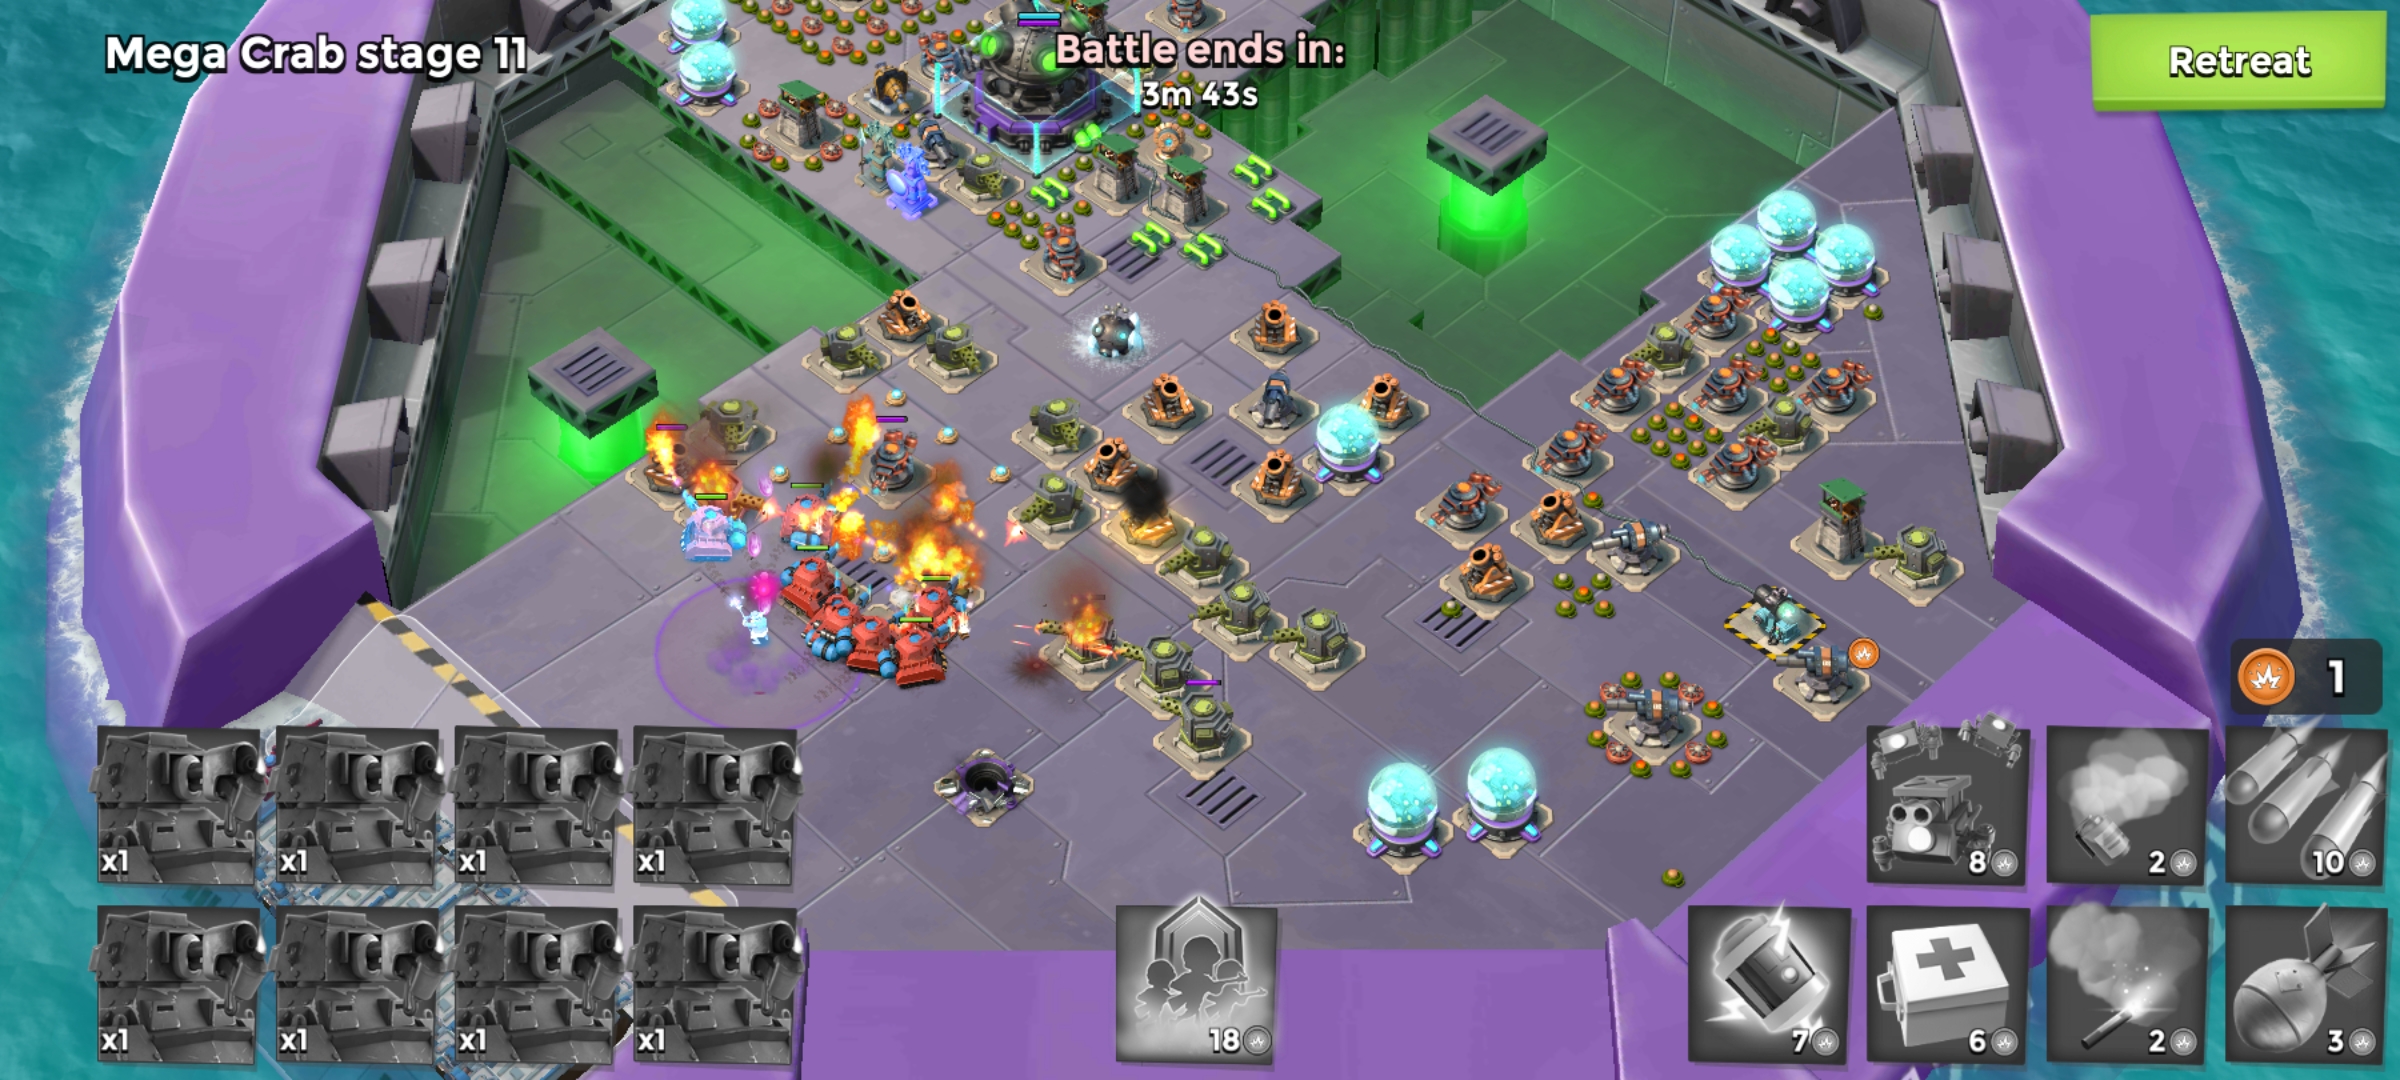 Mega Crab stage 11
Battle ends in:
3m 43s
Retreat
1
x1
x1
x1
x1
8
2
10
x1
x1
x1
x1
18
7
6
2
3